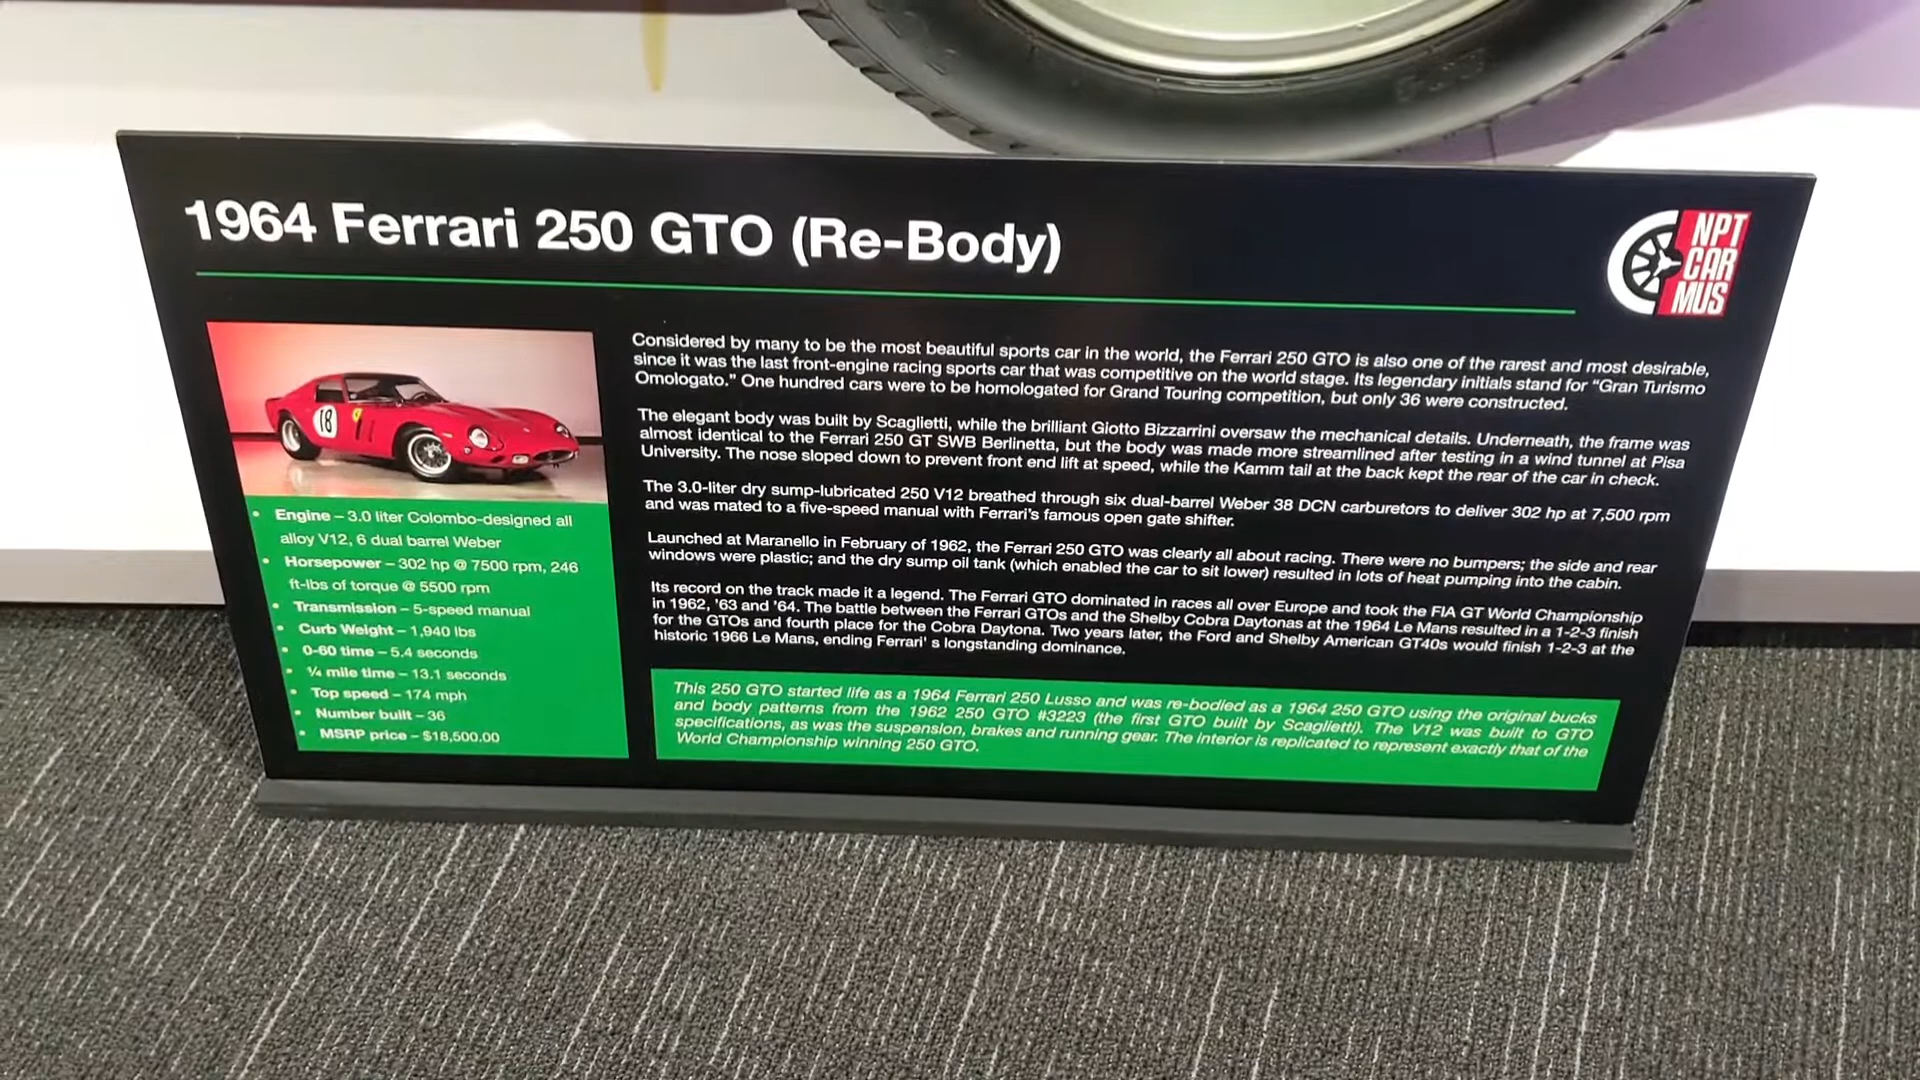 1964 Ferrari 250 GTO (Re-Body)
NPT
CAR
MUS
18
Engine – 3.0 liter Colombo-designed all
alloy V12, 6 dual barrel Weber
Horsepower – 302 hp @ 7500 rpm, 246
ft-lbs of torque @ 5500 rpm
Transmission – 5-speed manual
Curb Weight – 1,940 lbs
0-60 time – 5.4 seconds
¼ mile time – 13.1 seconds
Top speed – 174 mph
Number built – 36
MSRP price – $18,500.00
Considered by many to be the most beautiful sports car in the world, the Ferrari 250 GTO is also one of the rarest and most desirable,
since it was the last front-engine racing sports car that was competitive on the world stage. Its legendary initials stand for “Gran Turismo
Omologato.” One hundred cars were to be homologated for Grand Touring competition, but only 36 were constructed.
The elegant body was built by Scaglietti, while the brilliant Giotto Bizzarrini oversaw the mechanical details. Underneath, the frame was
almost identical to the Ferrari 250 GT SWB Berlinetta, but the body was made more streamlined after testing in a wind tunnel at Pisa
University. The nose sloped down to prevent front end lift at speed, while the Kamm tail at the back kept the rear of the car in check.
The 3.0-liter dry sump-lubricated 250 V12 breathed through six dual-barrel Weber 38 DCN carburetors to deliver 302 hp at 7,500 rpm
and was mated to a five-speed manual with Ferrari's famous open gate shifter.
Launched at Maranello in February of 1962, the Ferrari 250 GTO was clearly all about racing. There were no bumpers; the side and rear
windows were plastic; and the dry sump oil tank (which enabled the car to sit lower) resulted in lots of heat pumping into the cabin.
Its record on the track made it a legend. The Ferrari GTO dominated in races all over Europe and took the FIA GT World Championship
in 1962, '63 and '64. The battle between the Ferrari GTOs and the Shelby Cobra Daytonas at the 1964 Le Mans resulted in a 1-2-3 finish
for the GTOs and fourth place for the Cobra Daytona. Two years later, the Ford and Shelby American GT40s would finish 1-2-3 at the
historic 1966 Le Mans, ending Ferrari' s longstanding dominance.
This 250 GTO started life as a 1964 Ferrari 250 Lusso and was re-bodied as a 1964 250 GTO using the original bucks
and body patterns from the 1962 250 GTO #3223 (the first GTO built by Scaglietti). The V12 was built to GTO
specifications, as was the suspension, brakes and running gear. The interior is replicated to represent exactly that of the
World Championship winning 250 GTO.